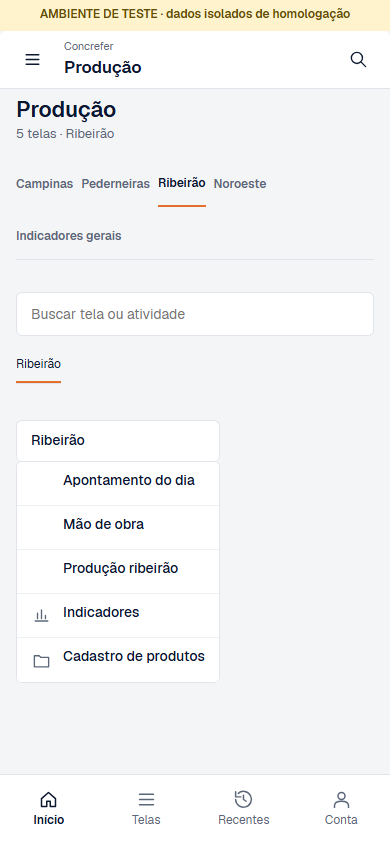 AMBIENTE DE TESTE · dados isolados de homologação
Concrefer
Produção
Produção
5 telas · Ribeirão
Campinas Pederneiras Ribeirão Noroeste
Indicadores gerais
Buscar tela ou atividade
Ribeirão
Ribeirão
Apontamento do dia
Mão de obra
Produção ribeirão
Indicadores
Cadastro de produtos
Início Telas Recentes Conta